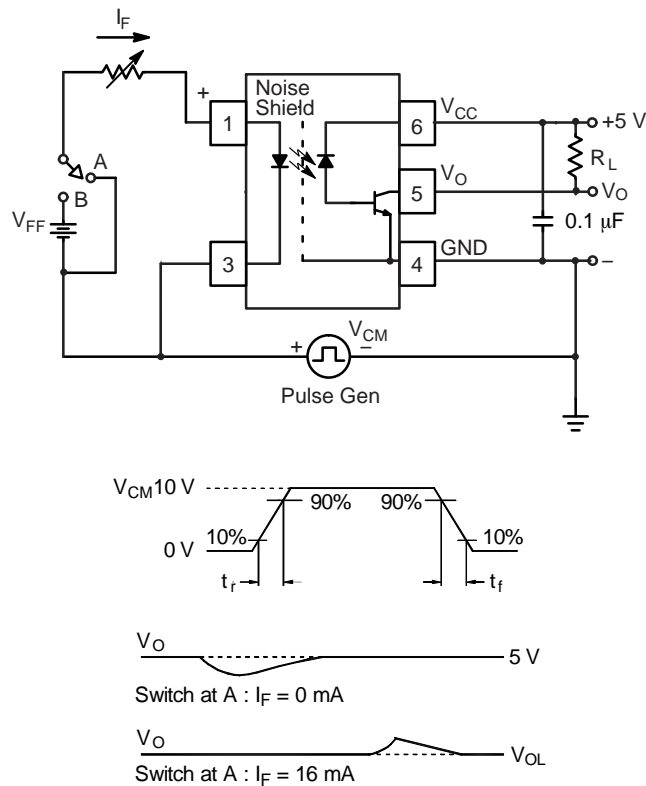 I_F
+
Noise
Shield
1
6
V_CC
+5 V
A
B
V_FF
V_O
5
R_L
V_O
0.1 μF
3
4
GND
–
+
V_CM
–
Pulse Gen
V_CM 10 V
90%
90%
10%
10%
0 V
t_r
t_f
V_O
5 V
Switch at A : I_F = 0 mA
V_O
V_OL
Switch at A : I_F = 16 mA